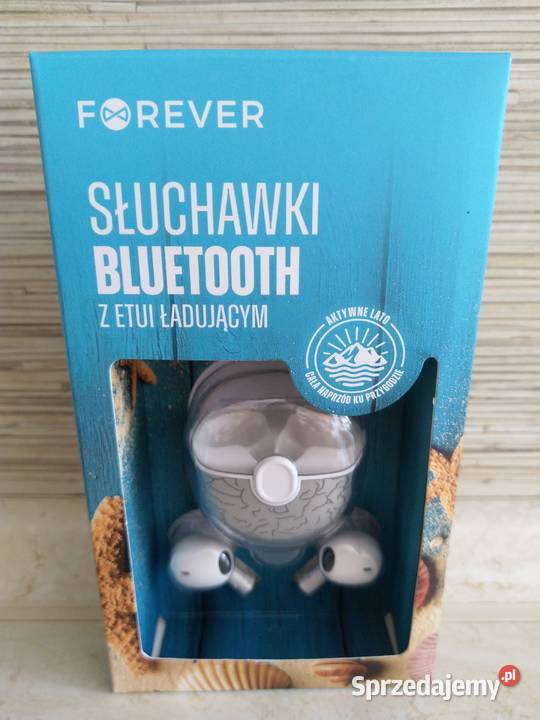 FOREVER
SŁUCHAWKI
BLUETOOTH
Z ETUI ŁADUJĄCYM
AKTYWNE LATO
CAŁA NAPRZÓD KU PRZYGODZIE
Sprzedajemy.pl